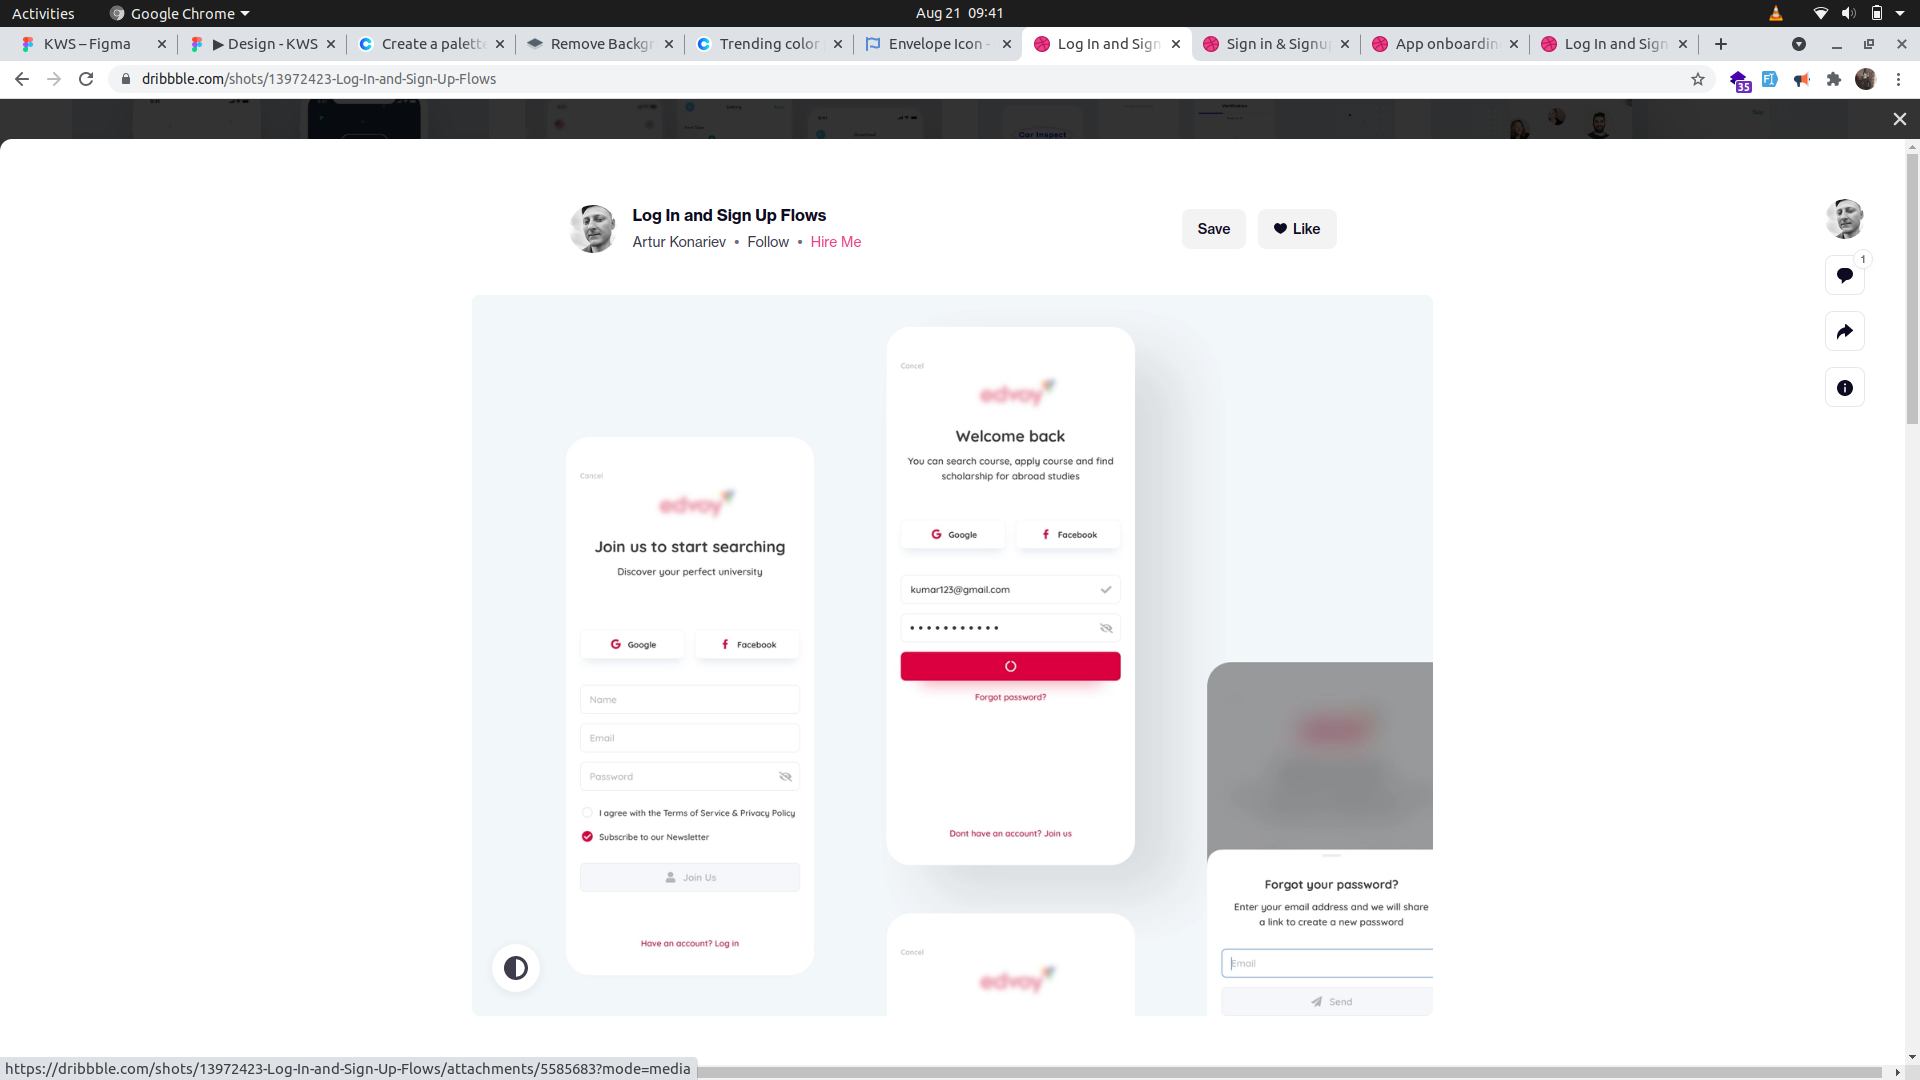 Activities
Google Chrome
Aug 21 09:41
KWS – Figma
▶ Design - KWS
Create a palette
Remove Backgr
Trending color
Envelope Icon -
Log In and Sign
Sign in & Signu
App onboardin
Log In and Sign
dribbble.com/shots/13972423-Log-In-and-Sign-Up-Flows
35
Car Inspect
Log In and Sign Up Flows
Artur Konariev • Follow • Hire Me
Save
Like
1
Cancel
edvoy
Welcome back
You can search course, apply course and find
scholarship for abroad studies
Google
Facebook
kumar123@gmail.com
Forgot password?
Dont have an account? Join us
Cancel
edvoy
Join us to start searching
Discover your perfect university
Google
Facebook
Name
Email
Password
I agree with the Terms of Service & Privacy Policy
Subscribe to our Newsletter
Join Us
Have an account? Log in
Cancel
edvoy
Forgot your password?
Enter your email address and we will share
a link to create a new password
Email
Send
https://dribbble.com/shots/13972423-Log-In-and-Sign-Up-Flows/attachments/5585683?mode=media